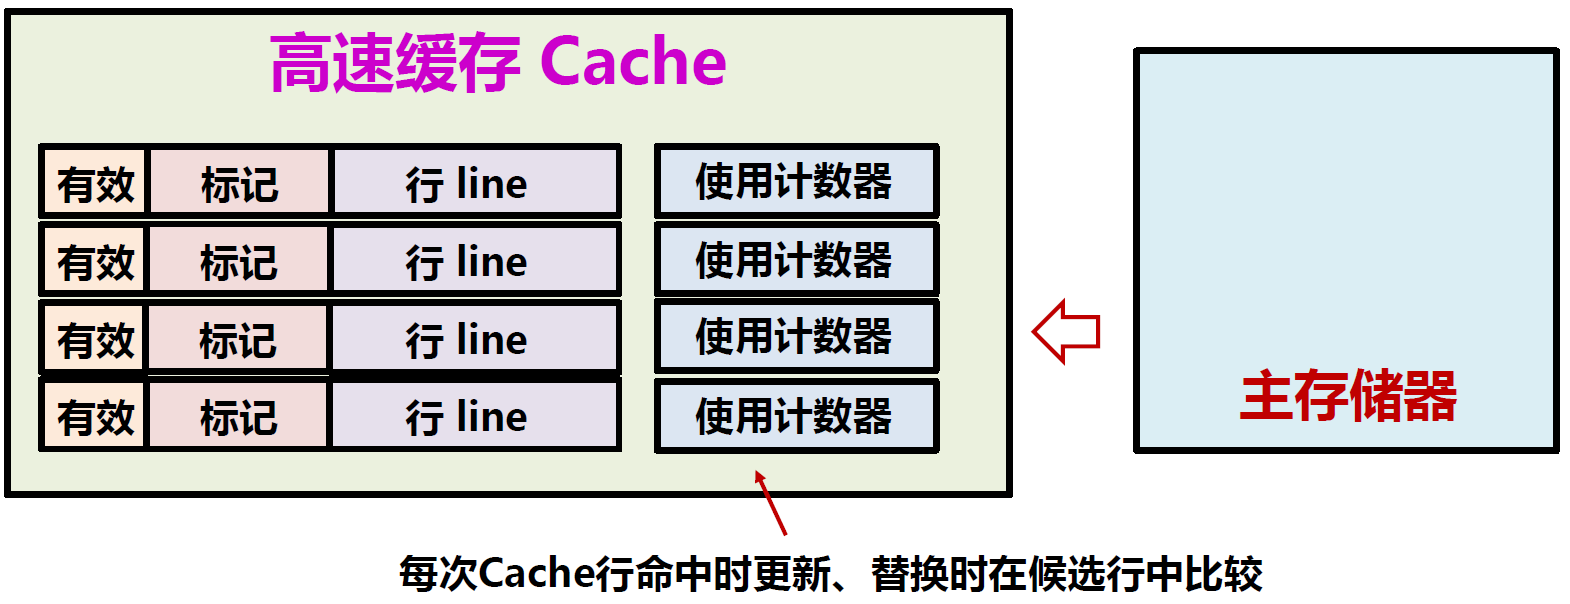 高速缓存 Cache
有效 标记 行 line 使用计数器
有效 标记 行 line 使用计数器
有效 标记 行 line 使用计数器
有效 标记 行 line 使用计数器
主存储器
每次Cache行命中时更新、替换时在候选行中比较